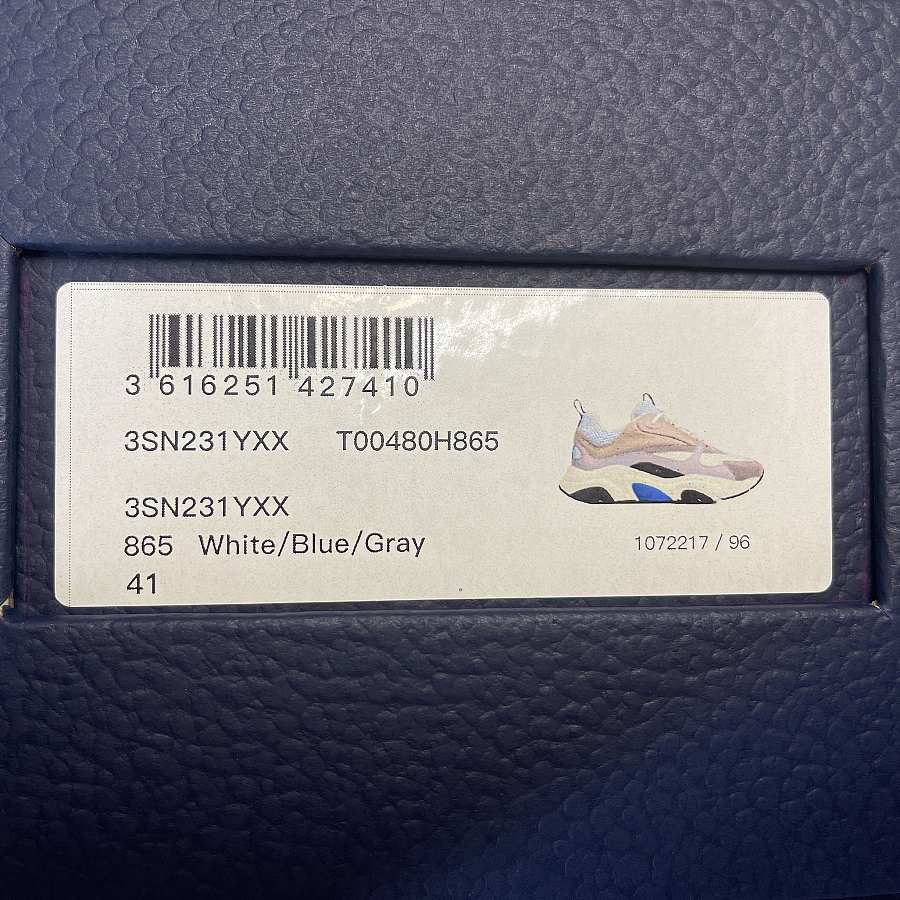 3 616251 427410
3SN231YXX T00480H865
3SN231YXX
865 White/Blue/Gray
41
1072217 / 96